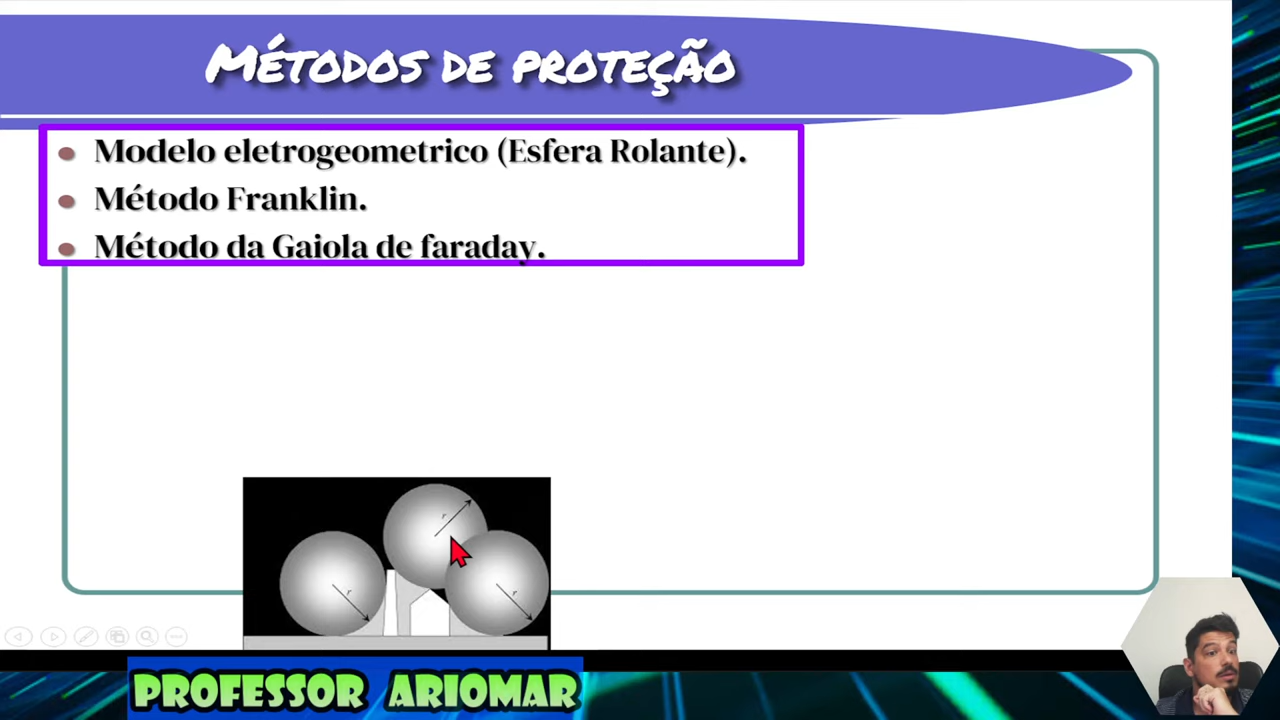 Métodos de proteção
Modelo eletrogeometrico (Esfera Rolante).
Método Franklin.
Método da Gaiola de faraday.
r
r
r
PROFESSOR ARIOMAR